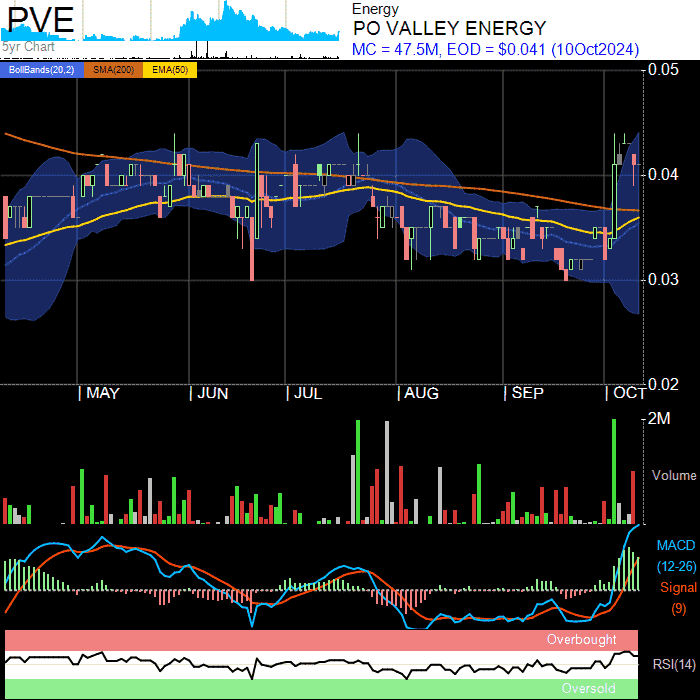 PVE
5yr Chart
Energy
PO VALLEY ENERGY
MC = 47.5M, EOD = $0.041 (10Oct2024)
BollBands(20,2) SMA(200) EMA(50)
0.05
0.04
0.03
0.02
| MAY | JUN | JUL | AUG | SEP | OCT
2M
Volume
MACD
(12-26)
Signal
(9)
Overbought
RSI(14)
Oversold